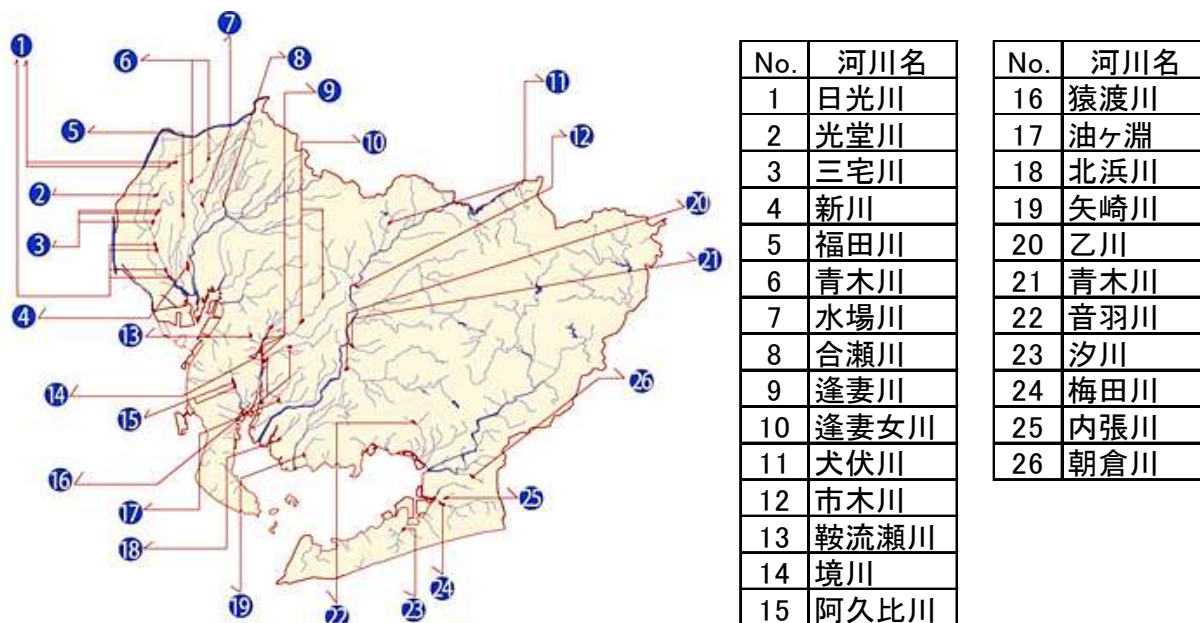 7
1
6
8
9
11
5
12
10
2
20
3
21
4
13
26
14
15
16
17
25
18
24
19
22
23
No. 河川名
1 日光川
2 光堂川
3 三宅川
4 新川
5 福田川
6 青木川
7 水場川
8 合瀬川
9 逢妻川
10 逢妻女川
11 犬伏川
12 市木川
13 鞍流瀬川
14 境川
15 阿久比川
No. 河川名
16 猿渡川
17 油ヶ淵
18 北浜川
19 矢崎川
20 乙川
21 青木川
22 音羽川
23 汐川
24 梅田川
25 内張川
26 朝倉川